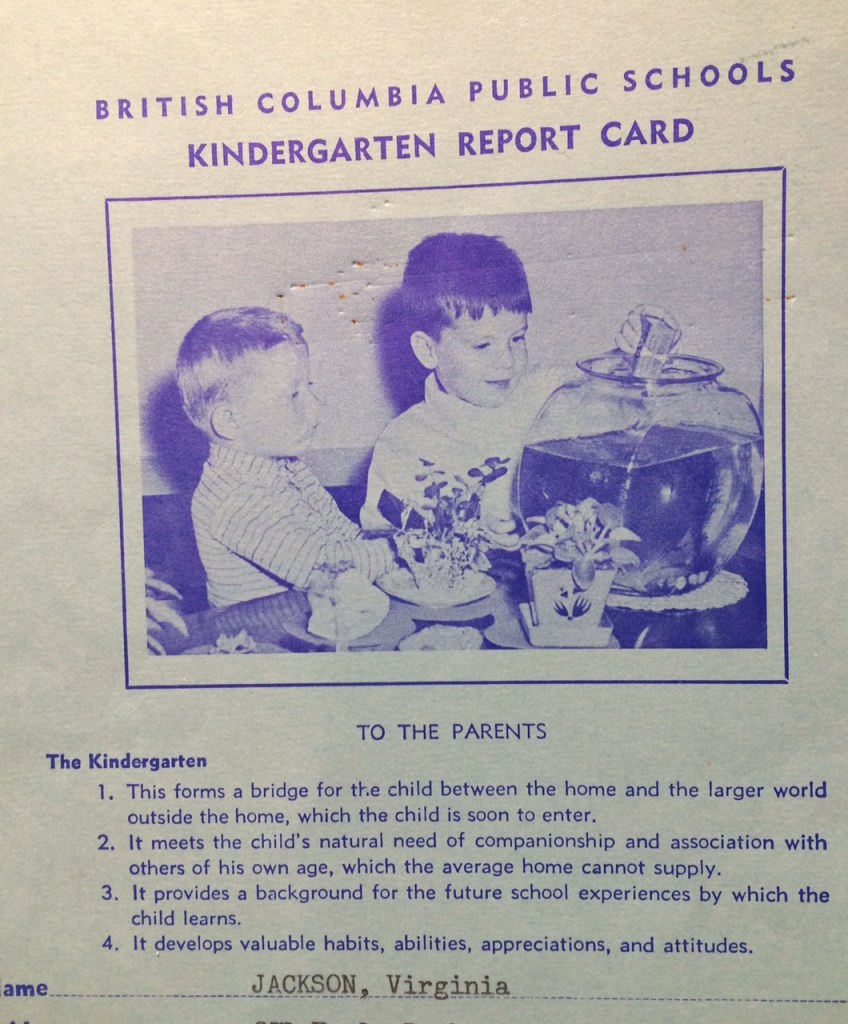 BRITISH COLUMBIA PUBLIC SCHOOLS
KINDERGARTEN REPORT CARD
TO THE PARENTS
The Kindergarten
1. This forms a bridge for the child between the home and the larger world
outside the home, which the child is soon to enter.
2. It meets the child's natural need of companionship and association with
others of his own age, which the average home cannot supply.
3. It provides a background for the future school experiences by which the
child learns.
4. It develops valuable habits, abilities, appreciations, and attitudes.
ame JACKSON, Virginia